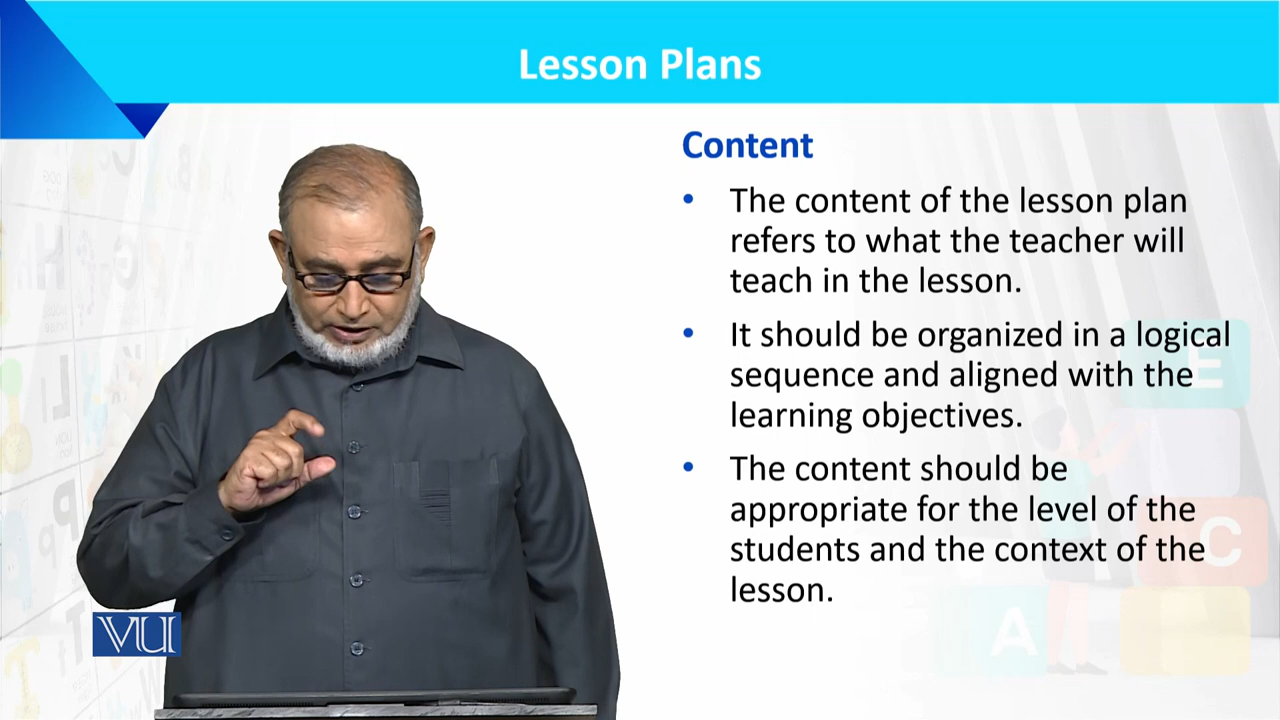 Lesson Plans
Content
• The content of the lesson plan
refers to what the teacher will
teach in the lesson.
• It should be organized in a logical
sequence and aligned with the
learning objectives.
• The content should be
appropriate for the level of the
students and the context of the
lesson.
VU
E
C
A